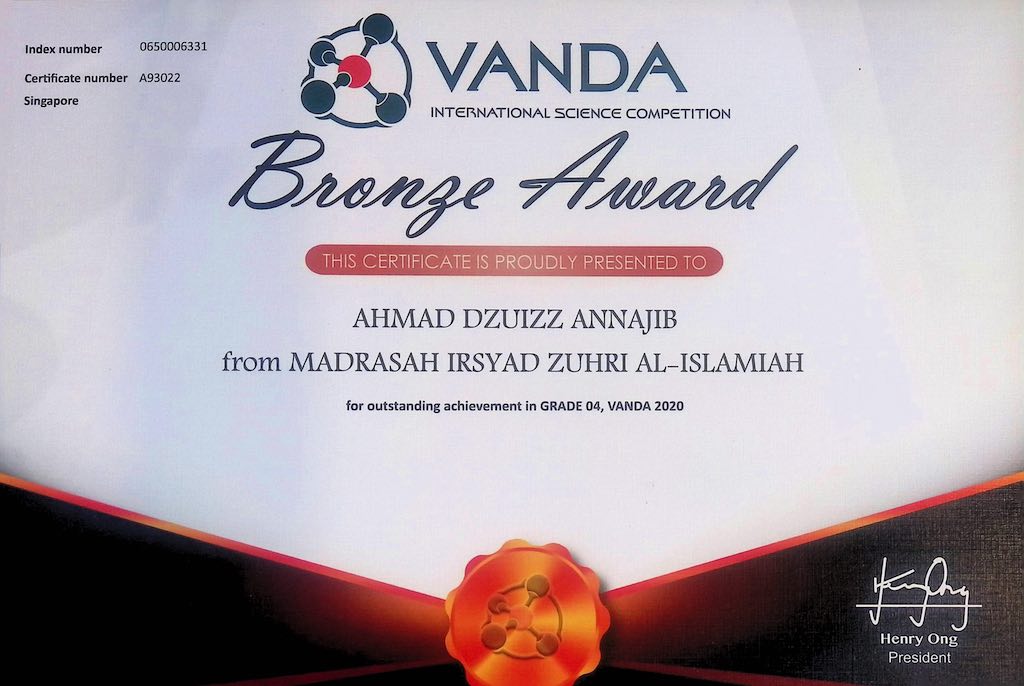 Index number 0650006331
Certificate number A93022
Singapore
VANDA
INTERNATIONAL SCIENCE COMPETITION
Bronze Award
THIS CERTIFICATE IS PROUDLY PRESENTED TO
AHMAD DZUIZZ ANNAJIB
from MADRASAH IRSYAD ZUHRI AL-ISLAMIAH
for outstanding achievement in GRADE 04, VANDA 2020
Henry Ong
Henry Ong
President